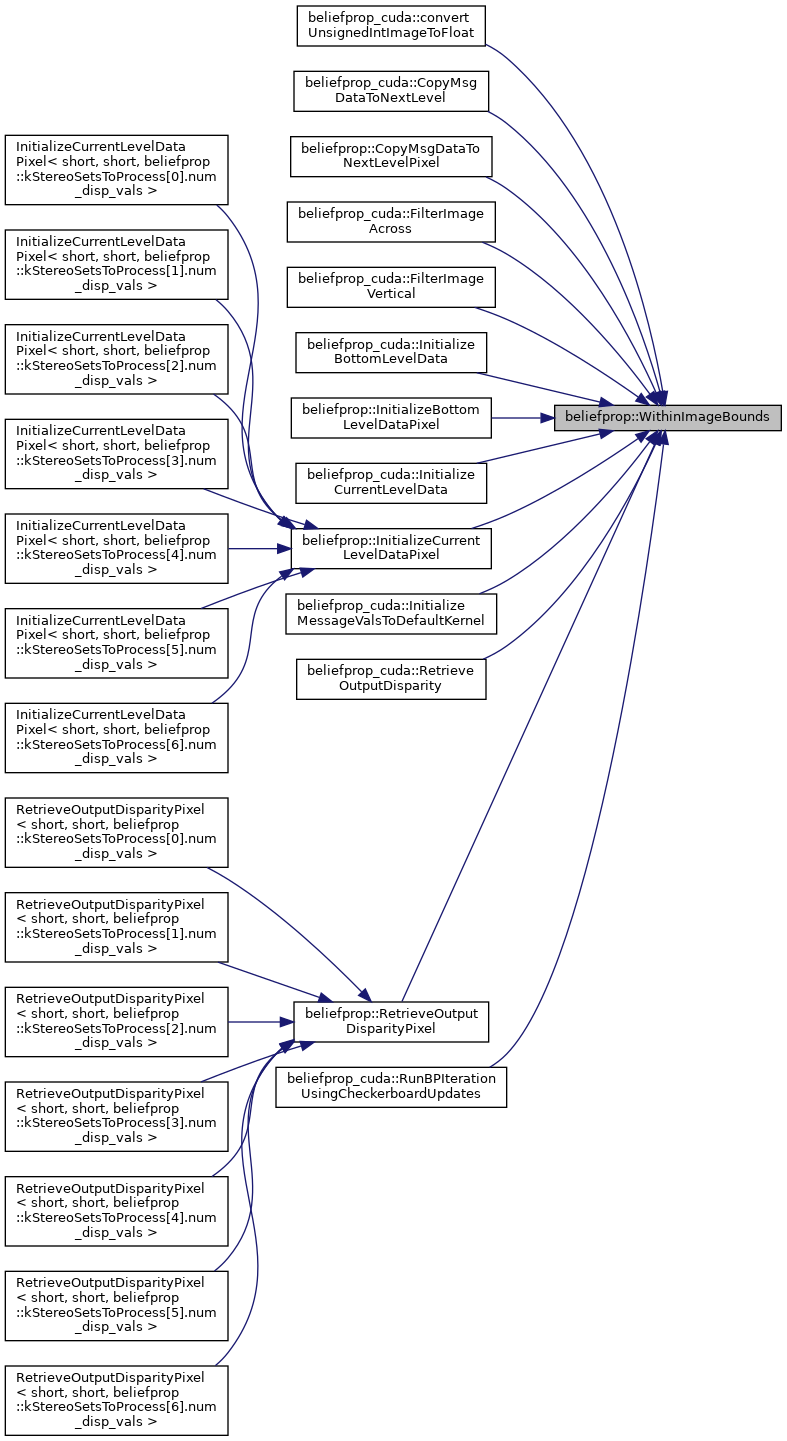 beliefprop_cuda::convert
UnsignedIntImageToFloat
beliefprop_cuda::CopyMsg
DataToNextLevel
beliefprop::CopyMsgDataTo
NextLevelPixel
beliefprop_cuda::FilterImage
Across
beliefprop_cuda::FilterImage
Vertical
beliefprop_cuda::Initialize
BottomLevelData
beliefprop::InitializeBottom
LevelDataPixel
beliefprop_cuda::Initialize
CurrentLevelData
beliefprop::InitializeCurrent
LevelDataPixel
beliefprop_cuda::Initialize
MessageValsToDefaultKernel
beliefprop_cuda::Retrieve
OutputDisparity
beliefprop::RetrieveOutput
DisparityPixel
beliefprop_cuda::RunBPIteration
UsingCheckerboardUpdates
beliefprop::WithinImageBounds
InitializeCurrentLevelData
Pixel< short, short, beliefprop
::kStereoSetsToProcess[0].num
_disp_vals >
InitializeCurrentLevelData
Pixel< short, short, beliefprop
::kStereoSetsToProcess[1].num
_disp_vals >
InitializeCurrentLevelData
Pixel< short, short, beliefprop
::kStereoSetsToProcess[2].num
_disp_vals >
InitializeCurrentLevelData
Pixel< short, short, beliefprop
::kStereoSetsToProcess[3].num
_disp_vals >
InitializeCurrentLevelData
Pixel< short, short, beliefprop
::kStereoSetsToProcess[4].num
_disp_vals >
InitializeCurrentLevelData
Pixel< short, short, beliefprop
::kStereoSetsToProcess[5].num
_disp_vals >
InitializeCurrentLevelData
Pixel< short, short, beliefprop
::kStereoSetsToProcess[6].num
_disp_vals >
RetrieveOutputDisparityPixel
< short, short, beliefprop
::kStereoSetsToProcess[0].num
_disp_vals >
RetrieveOutputDisparityPixel
< short, short, beliefprop
::kStereoSetsToProcess[1].num
_disp_vals >
RetrieveOutputDisparityPixel
< short, short, beliefprop
::kStereoSetsToProcess[2].num
_disp_vals >
RetrieveOutputDisparityPixel
< short, short, beliefprop
::kStereoSetsToProcess[3].num
_disp_vals >
RetrieveOutputDisparityPixel
< short, short, beliefprop
::kStereoSetsToProcess[4].num
_disp_vals >
RetrieveOutputDisparityPixel
< short, short, beliefprop
::kStereoSetsToProcess[5].num
_disp_vals >
RetrieveOutputDisparityPixel
< short, short, beliefprop
::kStereoSetsToProcess[6].num
_disp_vals >